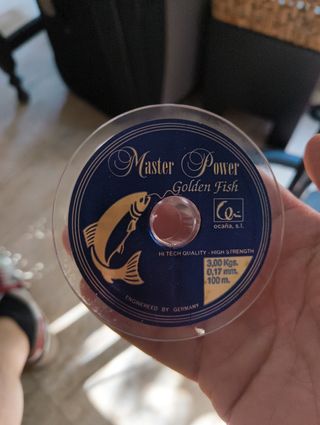 Master Power
Golden Fish
ocaña, s.l.
HI TECH QUALITY - HIGH STRENGTH
3,00 Kgs.
0,17 mm.
100 m.
ENGINEERED BY GERMANY